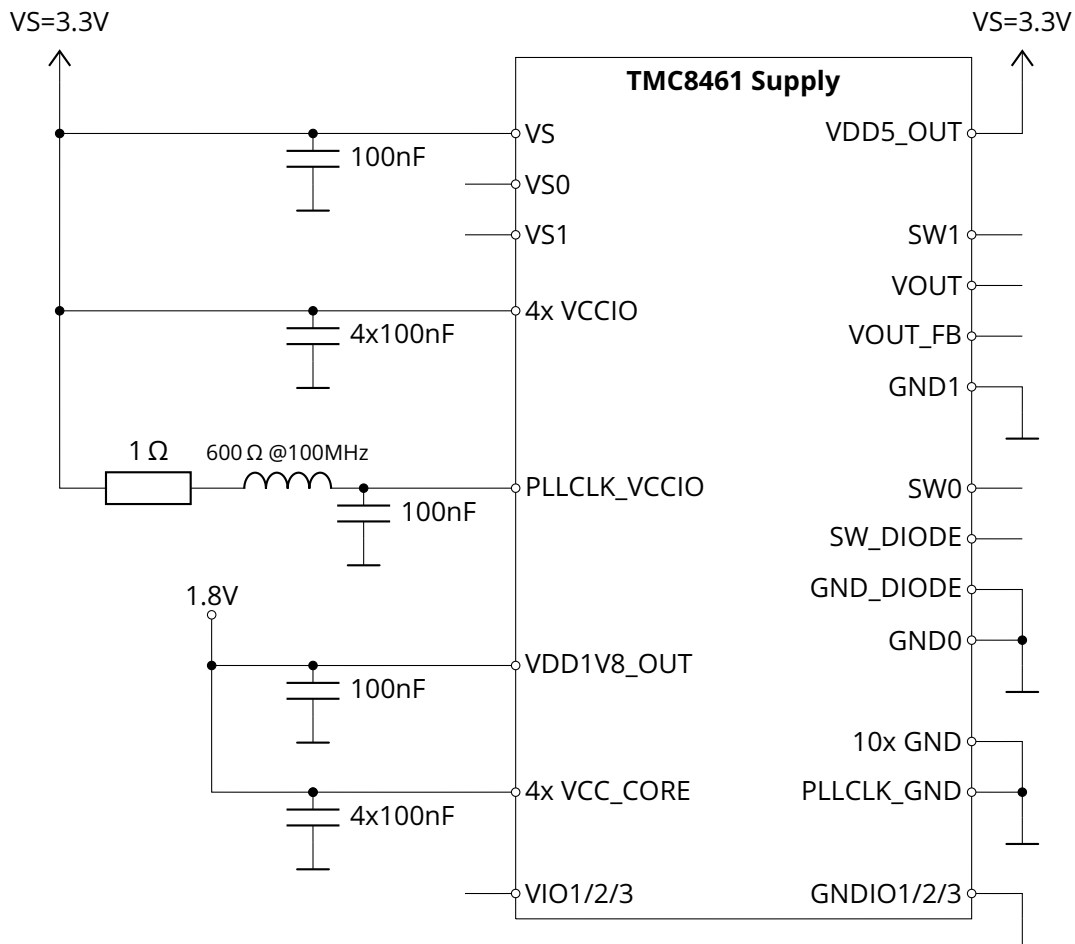 VS=3.3V
VS=3.3V
TMC8461 Supply
VS
VDD5_OUT
100nF
VS0
VS1
SW1
VOUT
4x VCCIO
4x100nF
VOUT_FB
GND1
1 Ω
600 Ω @100MHz
PLLCLK_VCCIO
SW0
100nF
SW_DIODE
GND_DIODE
1.8V
GND0
VDD1V8_OUT
100nF
10x GND
4x VCC_CORE
PLLCLK_GND
4x100nF
VIO1/2/3
GNDIO1/2/3